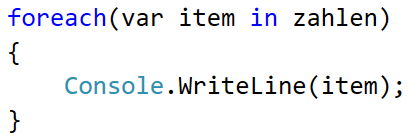 foreach(var item in zahlen)
{
    Console.WriteLine(item);
}